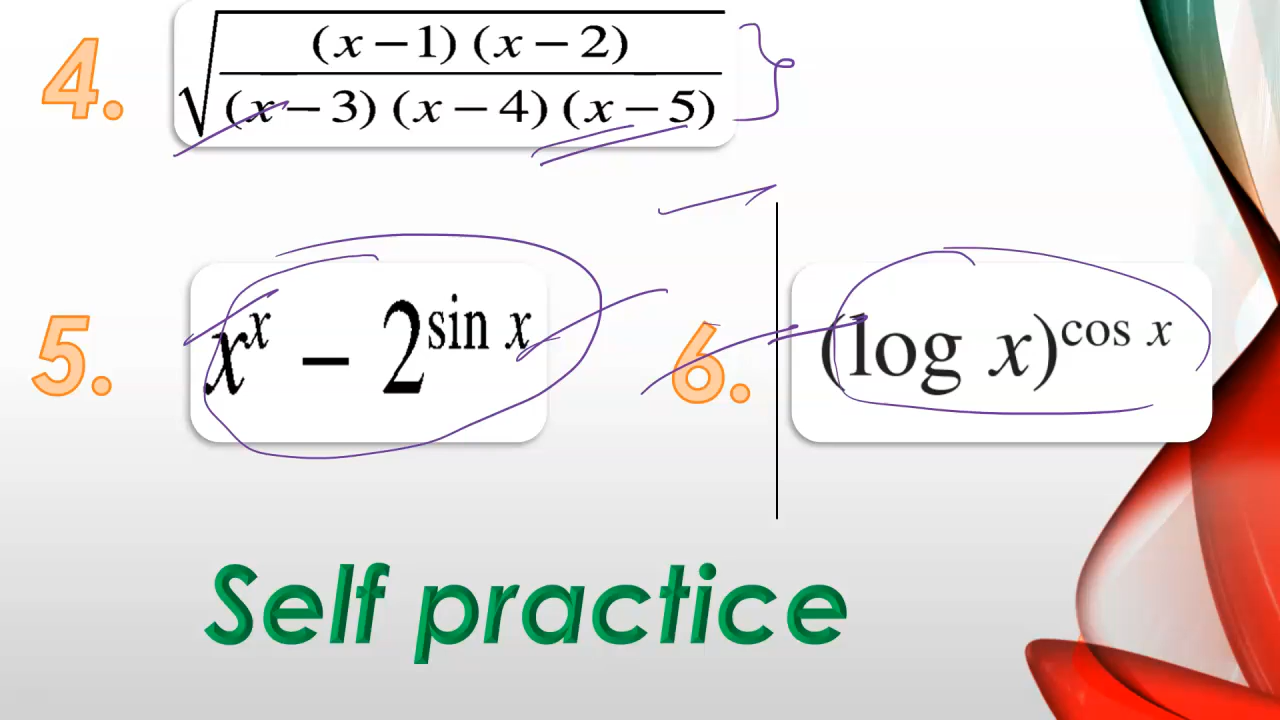 4. √((x − 1) (x − 2) / (x − 3) (x − 4) (x − 5))
5. x^x − 2^(sin x)
6. (log x)^(cos x)
Self practice